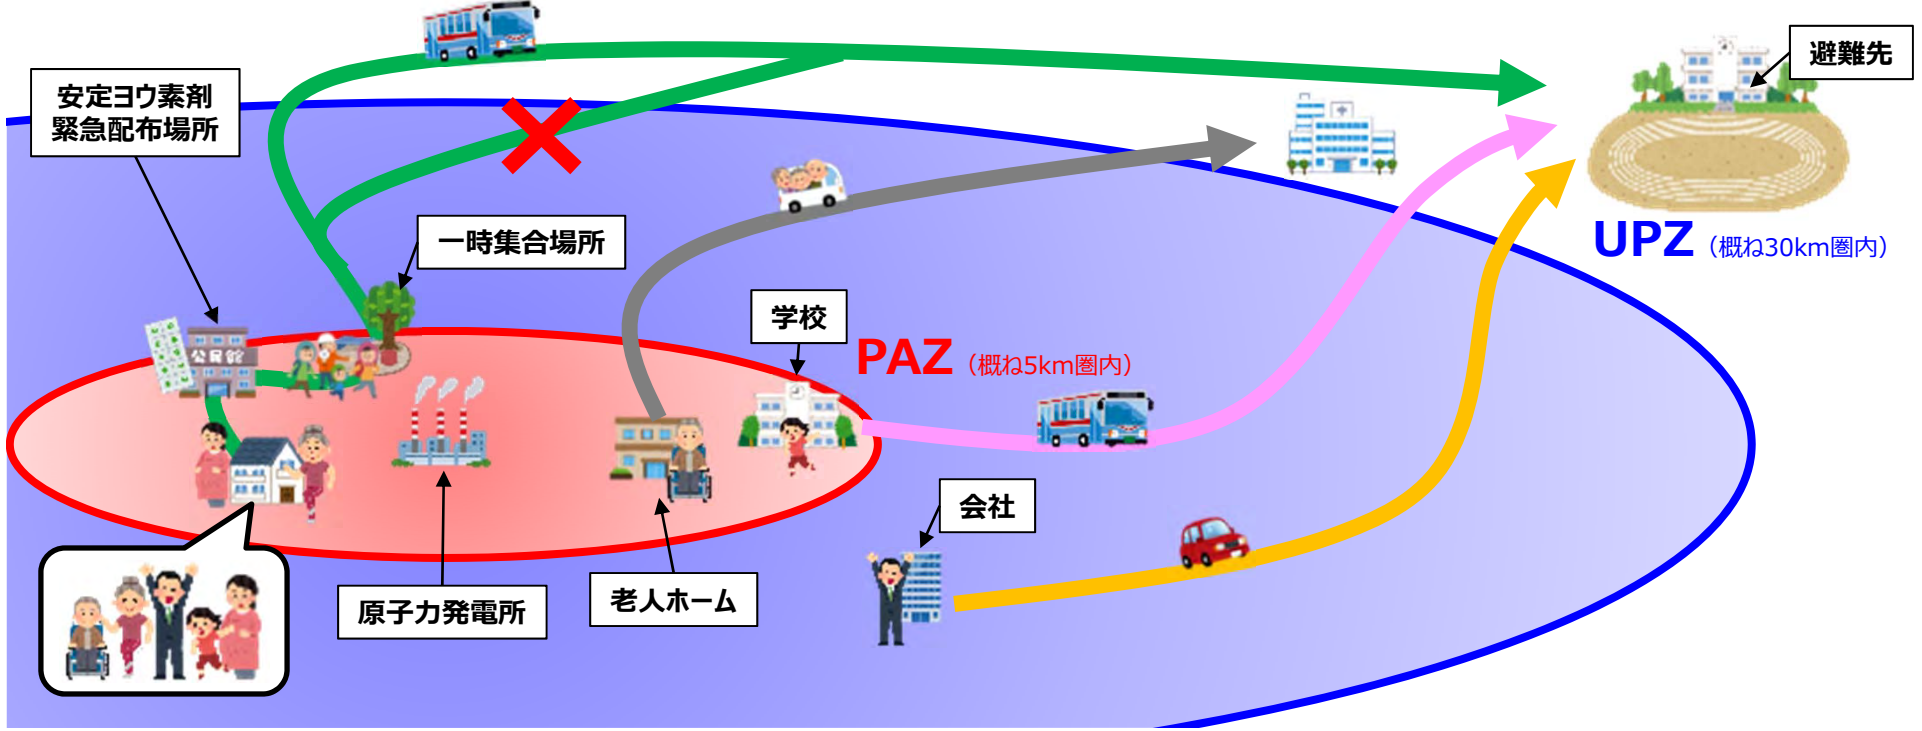 避難先
安定ヨウ素剤
緊急配布場所
一時集合場所
UPZ（概ね30km圏内）
学校
PAZ（概ね5km圏内）
公民館
会社
原子力発電所
老人ホーム